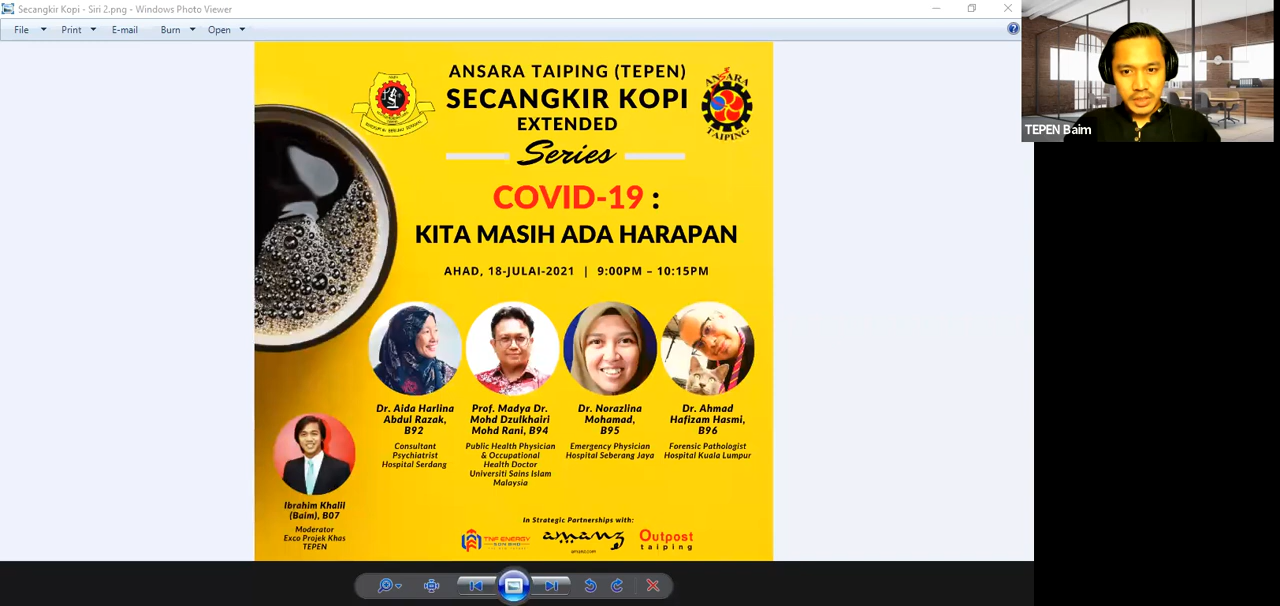 Secangkir Kopi - Siri 2.png - Windows Photo Viewer
File Print E-mail Burn Open
ANSARA TAIPING (TEPEN)
SECANGKIR KOPI
EXTENDED
Series
COVID-19 :
KITA MASIH ADA HARAPAN
AHAD, 18-JULAI-2021 | 9:00PM – 10:15PM
Dr. Aida Harlina
Abdul Razak,
B92
Consultant
Psychiatrist
Hospital Serdang
Prof. Madya Dr.
Mohd Dzulkhairi
Mohd Rani, B94
Public Health Physician
& Occupational
Health Doctor
Universiti Sains Islam
Malaysia
Dr. Norazlina
Mohamad,
B95
Emergency Physician
Hospital Seberang Jaya
Dr. Ahmad
Hafizam Hasmi,
B96
Forensic Pathologist
Hospital Kuala Lumpur
Ibrahim Khalil
(Baim), B07
Moderator
Exco Projek Khas
TEPEN
In Strategic Partnerships with:
TNF ENERGY
SDN BHD
amanz
Outpost
taiping
ANSARA
TAIPING
TEPEN Baim